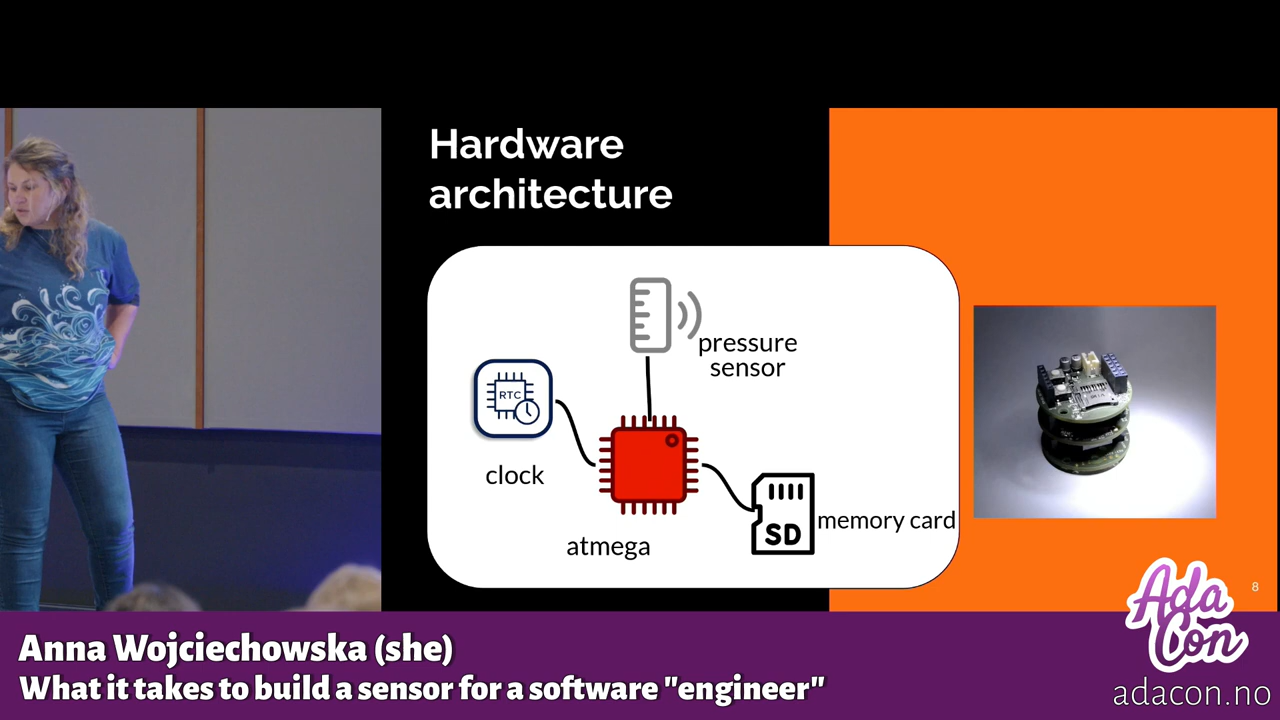 Hardware
architecture
pressure
sensor
RTC
clock
SD
memory card
atmega
8
Ada
Con
Anna Wojciechowska (she)
What it takes to build a sensor for a software "engineer"
adacon.no